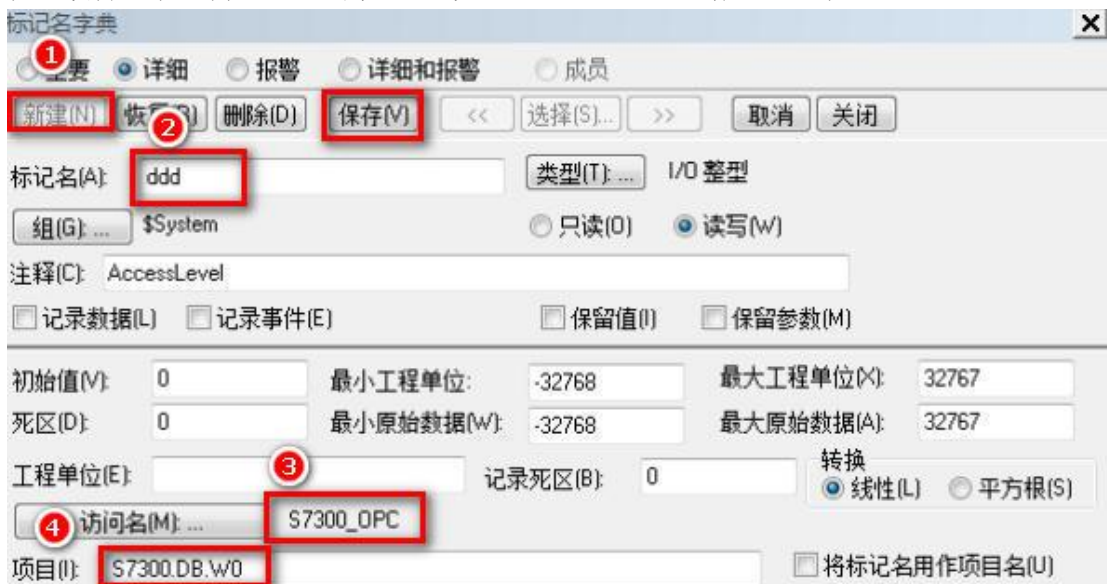 标记名字典
1
要 详细 报警 详细和报警 成员
新建(N) 恢 2 删除(D) 保存(V) << 选择(S)... >> 取消 关闭
标记名(A): ddd 类型(T): ... I/O 整型
组(G): ... $System 只读(O) 读写(W)
注释(C): AccessLevel
记录数据(L) 记录事件(E) 保留值(I) 保留参数(M)
初始值(V): 0 最小工程单位: -32768 最大工程单位(X): 32767
死区(D): 0 最小原始数据(W): -32768 最大原始数据(A): 32767
工程单位(E): 3 记录死区(B): 0 转换
线性(L) 平方根(S)
4 访问名(M): ... S7300_OPC
项目(I): S7300.DB.W0 将标记名用作项目名(U)